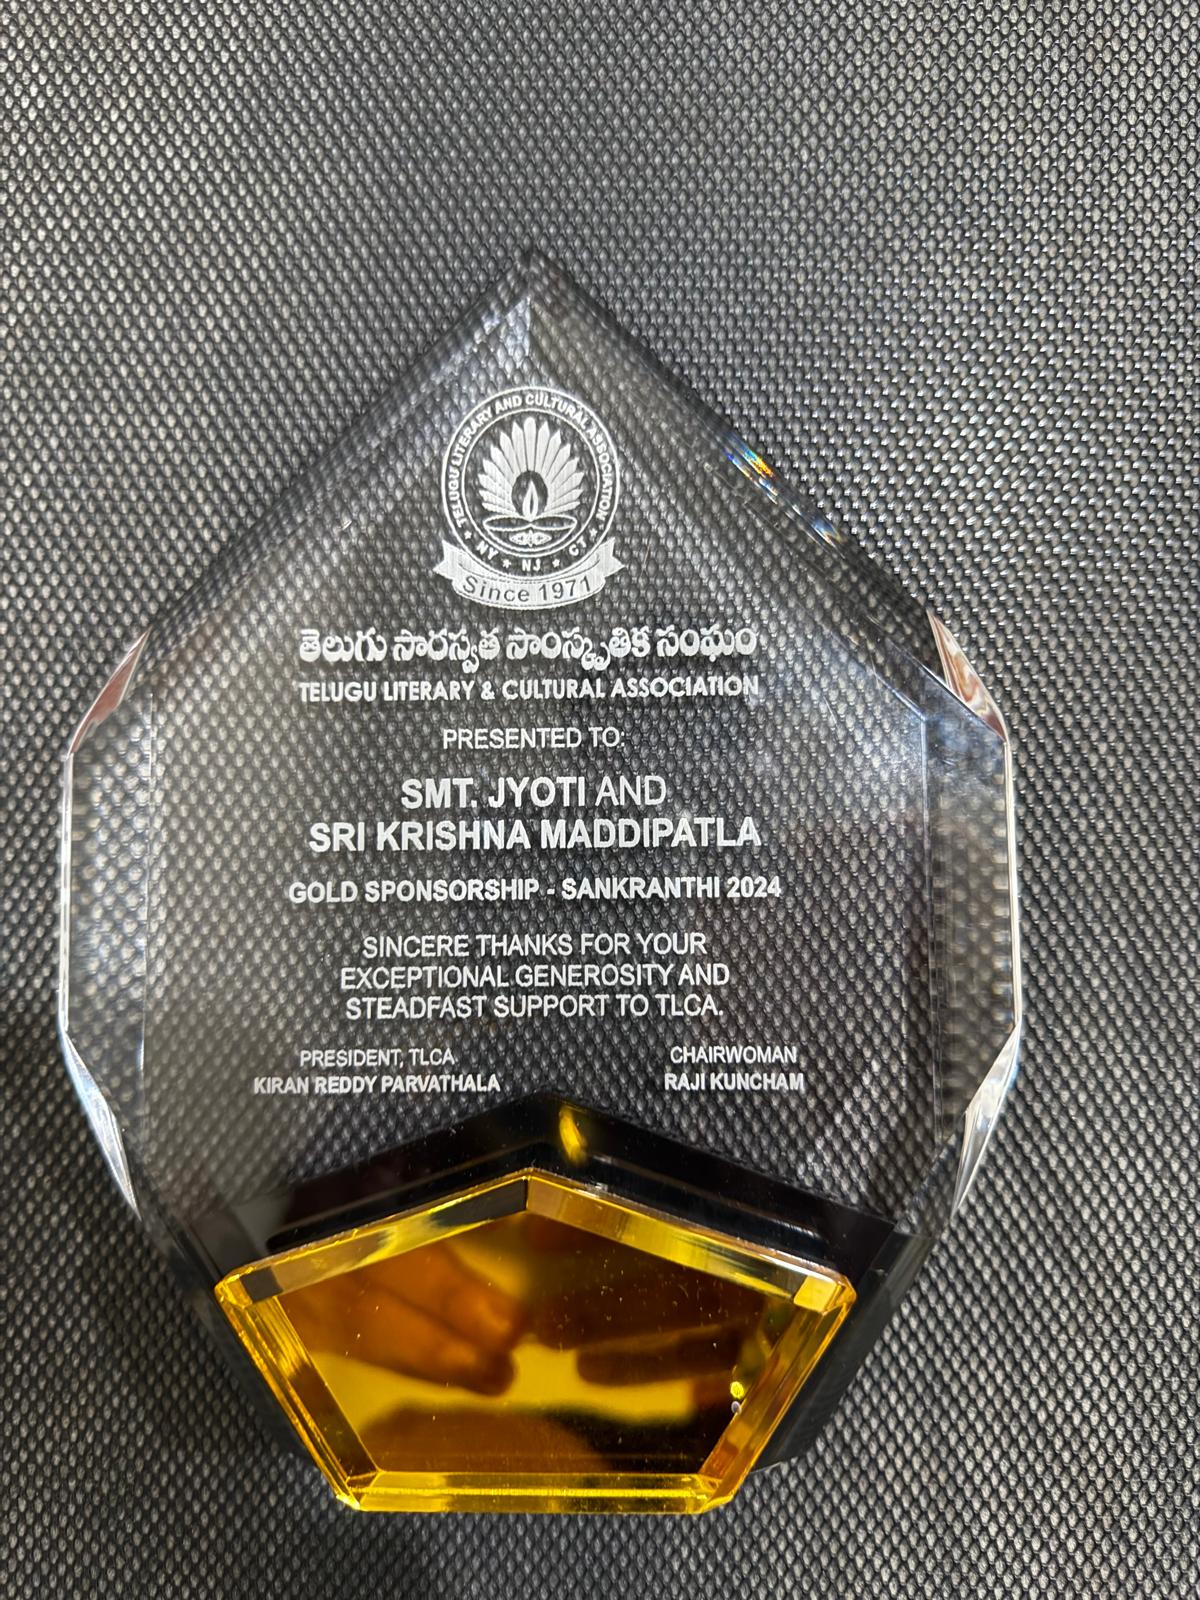 TELUGU LITERARY AND CULTURAL ASSOCIATION
★ NY ★ NJ ★ CT ★
Since 1971
తెలుగు సారస్వత సాంస్కృతిక సంఘం
TELUGU LITERARY & CULTURAL ASSOCIATION
PRESENTED TO:
SMT. JYOTI AND
SRI KRISHNA MADDIPATLA
GOLD SPONSORSHIP - SANKRANTHI 2024
SINCERE THANKS FOR YOUR
EXCEPTIONAL GENEROSITY AND
STEADFAST SUPPORT TO TLCA.
PRESIDENT, TLCA CHAIRWOMAN
KIRAN REDDY PARVATHALA RAJI KUNCHAM